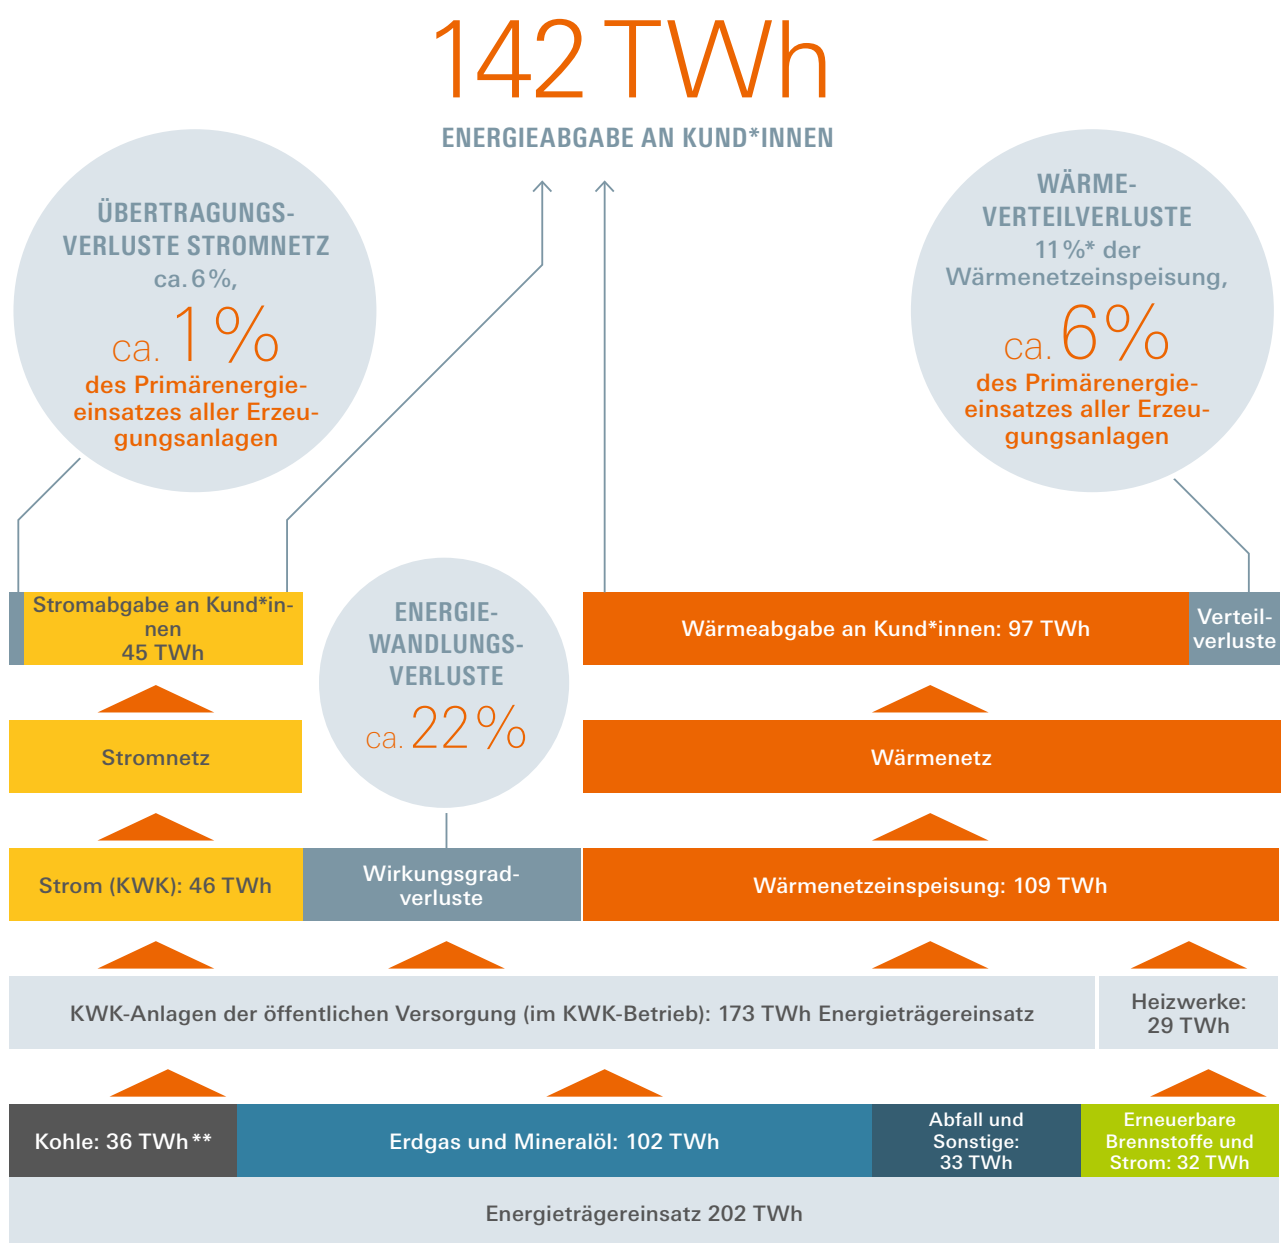 142 TWh
ENERGIEABGABE AN KUND*INNEN
ÜBERTRAGUNGS-
VERLUSTE STROMNETZ
ca. 6 %,
ca. 1 %
des Primärenergie-
einsatzes aller Erzeu-
gungsanlagen
WÄRME-
VERTEILVERLUSTE
11 %* der
Wärmenetzeinspeisung,
ca. 6 %
des Primärenergie-
einsatzes aller Erzeu-
gungsanlagen
Stromabgabe an Kund*in-
nen
45 TWh
ENERGIE-
WANDLUNGS-
VERLUSTE
ca. 22 %
Wärmeabgabe an Kund*innen: 97 TWh
Verteil-
verluste
Stromnetz
Wärmenetz
Strom (KWK): 46 TWh
Wirkungsgrad-
verluste
Wärmenetzeinspeisung: 109 TWh
KWK-Anlagen der öffentlichen Versorgung (im KWK-Betrieb): 173 TWh Energieträgereinsatz
Heizwerke:
29 TWh
Kohle: 36 TWh**
Erdgas und Mineralöl: 102 TWh
Abfall und
Sonstige:
33 TWh
Erneuerbare
Brennstoffe und
Strom: 32 TWh
Energieträgereinsatz 202 TWh